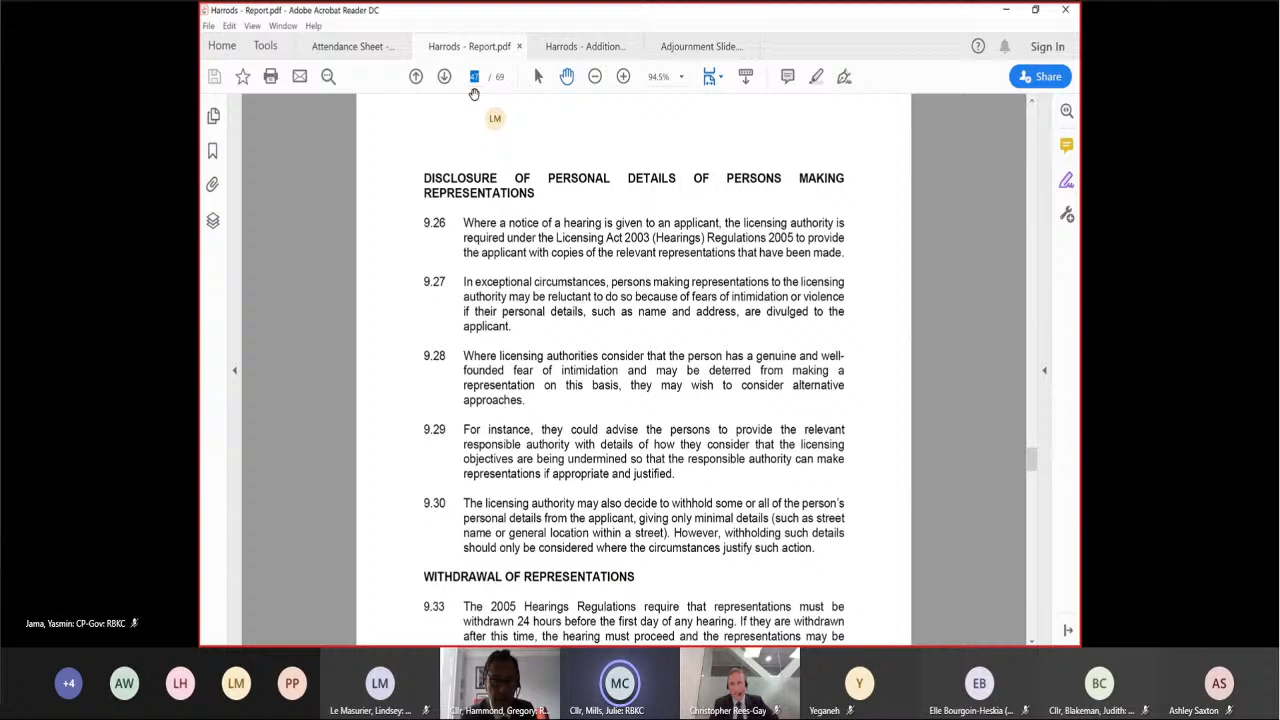 Harrods - Report.pdf - Adobe Acrobat Reader DC
File Edit View Window Help
Home Tools Attendance Sheet -... Harrods - Report.pdf × Harrods - Addition... Adjournment Slide.... Sign In
47 / 69 94.5% Share
LM
DISCLOSURE OF PERSONAL DETAILS OF PERSONS MAKING
REPRESENTATIONS
9.26 Where a notice of a hearing is given to an applicant, the licensing authority is
required under the Licensing Act 2003 (Hearings) Regulations 2005 to provide
the applicant with copies of the relevant representations that have been made.
9.27 In exceptional circumstances, persons making representations to the licensing
authority may be reluctant to do so because of fears of intimidation or violence
if their personal details, such as name and address, are divulged to the
applicant.
9.28 Where licensing authorities consider that the person has a genuine and well-
founded fear of intimidation and may be deterred from making a
representation on this basis, they may wish to consider alternative
approaches.
9.29 For instance, they could advise the persons to provide the relevant
responsible authority with details of how they consider that the licensing
objectives are being undermined so that the responsible authority can make
representations if appropriate and justified.
9.30 The licensing authority may also decide to withhold some or all of the person's
personal details from the applicant, giving only minimal details (such as street
name or general location within a street). However, withholding such details
should only be considered where the circumstances justify such action.
WITHDRAWAL OF REPRESENTATIONS
9.33 The 2005 Hearings Regulations require that representations must be
withdrawn 24 hours before the first day of any hearing. If they are withdrawn
after this time, the hearing must proceed and the representations may be
Jama, Yasmin: CP-Gov: RBKC
+4 AW LH LM PP LM MC Y EB BC AS
Le Masurier, Lindsey: ... Cllr, Hammond, Gregory: R... Cllr, Mills, Julie: RBKC Christopher Rees-Gay Yeganeh Elle Bourgoin-Heskia (... Cllr, Blakeman, Judith: ... Ashley Saxton